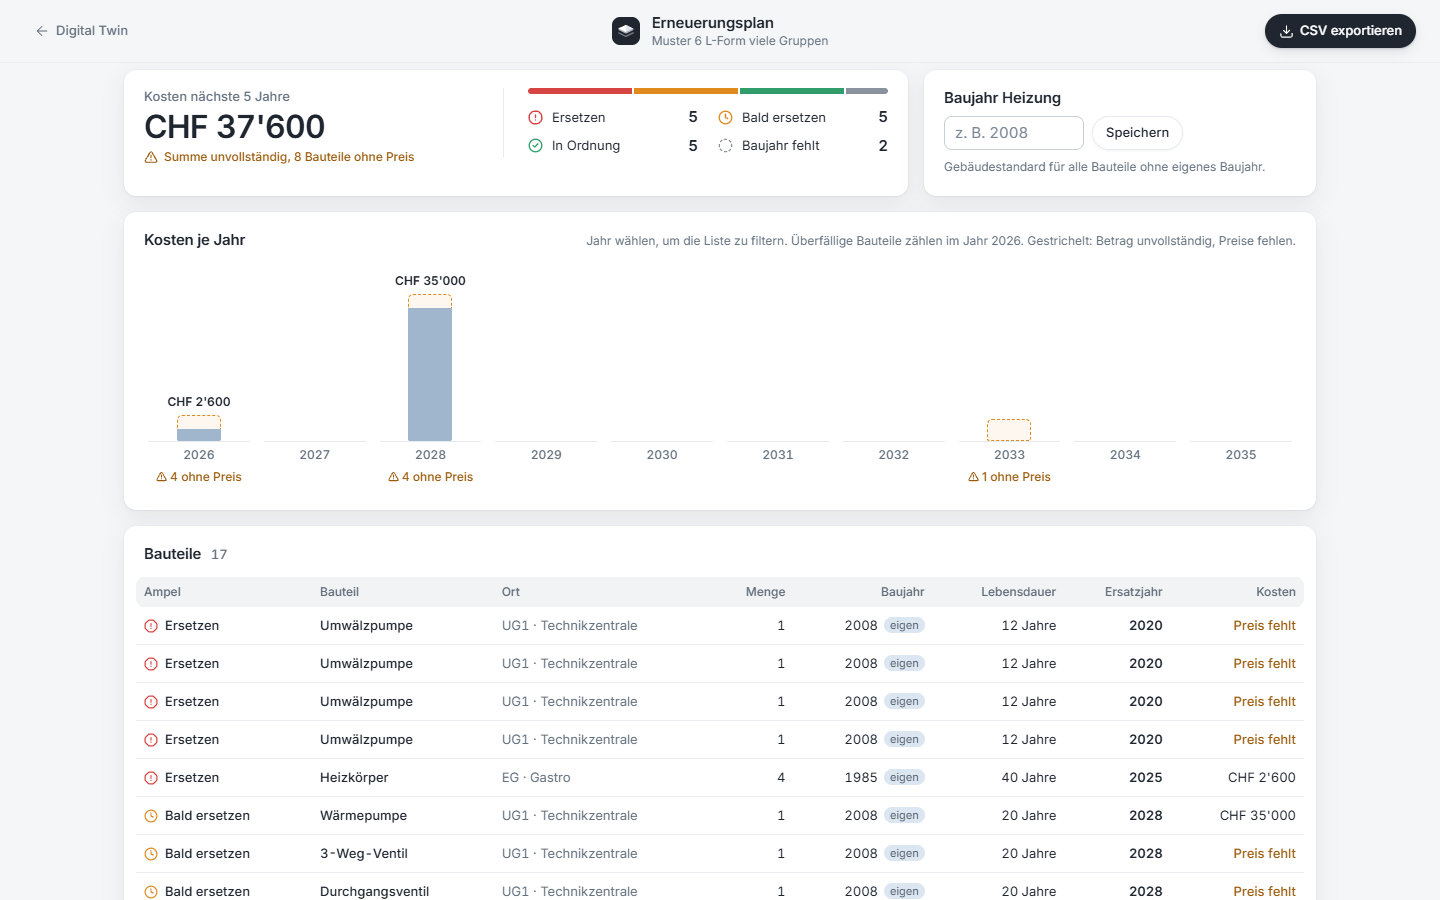 Digital Twin
Erneuerungsplan
Muster 6 L-Form viele Gruppen
CSV exportieren
Kosten nächste 5 Jahre
CHF 37'600
Summe unvollständig, 8 Bauteile ohne Preis
Ersetzen 5
Bald ersetzen 5
In Ordnung 5
Baujahr fehlt 2
Baujahr Heizung
z. B. 2008
Speichern
Gebäudestandard für alle Bauteile ohne eigenes Baujahr.
Kosten je Jahr
Jahr wählen, um die Liste zu filtern. Überfällige Bauteile zählen im Jahr 2026. Gestrichelt: Betrag unvollständig, Preise fehlen.
CHF 35'000
CHF 2'600
2026 2027 2028 2029 2030 2031 2032 2033 2034 2035
4 ohne Preis 4 ohne Preis 1 ohne Preis
Bauteile 17
Ampel Bauteil Ort Menge Baujahr Lebensdauer Ersatzjahr Kosten
Ersetzen Umwälzpumpe UG1 · Technikzentrale 1 2008 eigen 12 Jahre 2020 Preis fehlt
Ersetzen Umwälzpumpe UG1 · Technikzentrale 1 2008 eigen 12 Jahre 2020 Preis fehlt
Ersetzen Umwälzpumpe UG1 · Technikzentrale 1 2008 eigen 12 Jahre 2020 Preis fehlt
Ersetzen Umwälzpumpe UG1 · Technikzentrale 1 2008 eigen 12 Jahre 2020 Preis fehlt
Ersetzen Heizkörper EG · Gastro 4 1985 eigen 40 Jahre 2025 CHF 2'600
Bald ersetzen Wärmepumpe UG1 · Technikzentrale 1 2008 eigen 20 Jahre 2028 CHF 35'000
Bald ersetzen 3-Weg-Ventil UG1 · Technikzentrale 1 2008 eigen 20 Jahre 2028 Preis fehlt
Bald ersetzen Durchgangsventil UG1 · Technikzentrale 1 2008 eigen 20 Jahre 2028 Preis fehlt